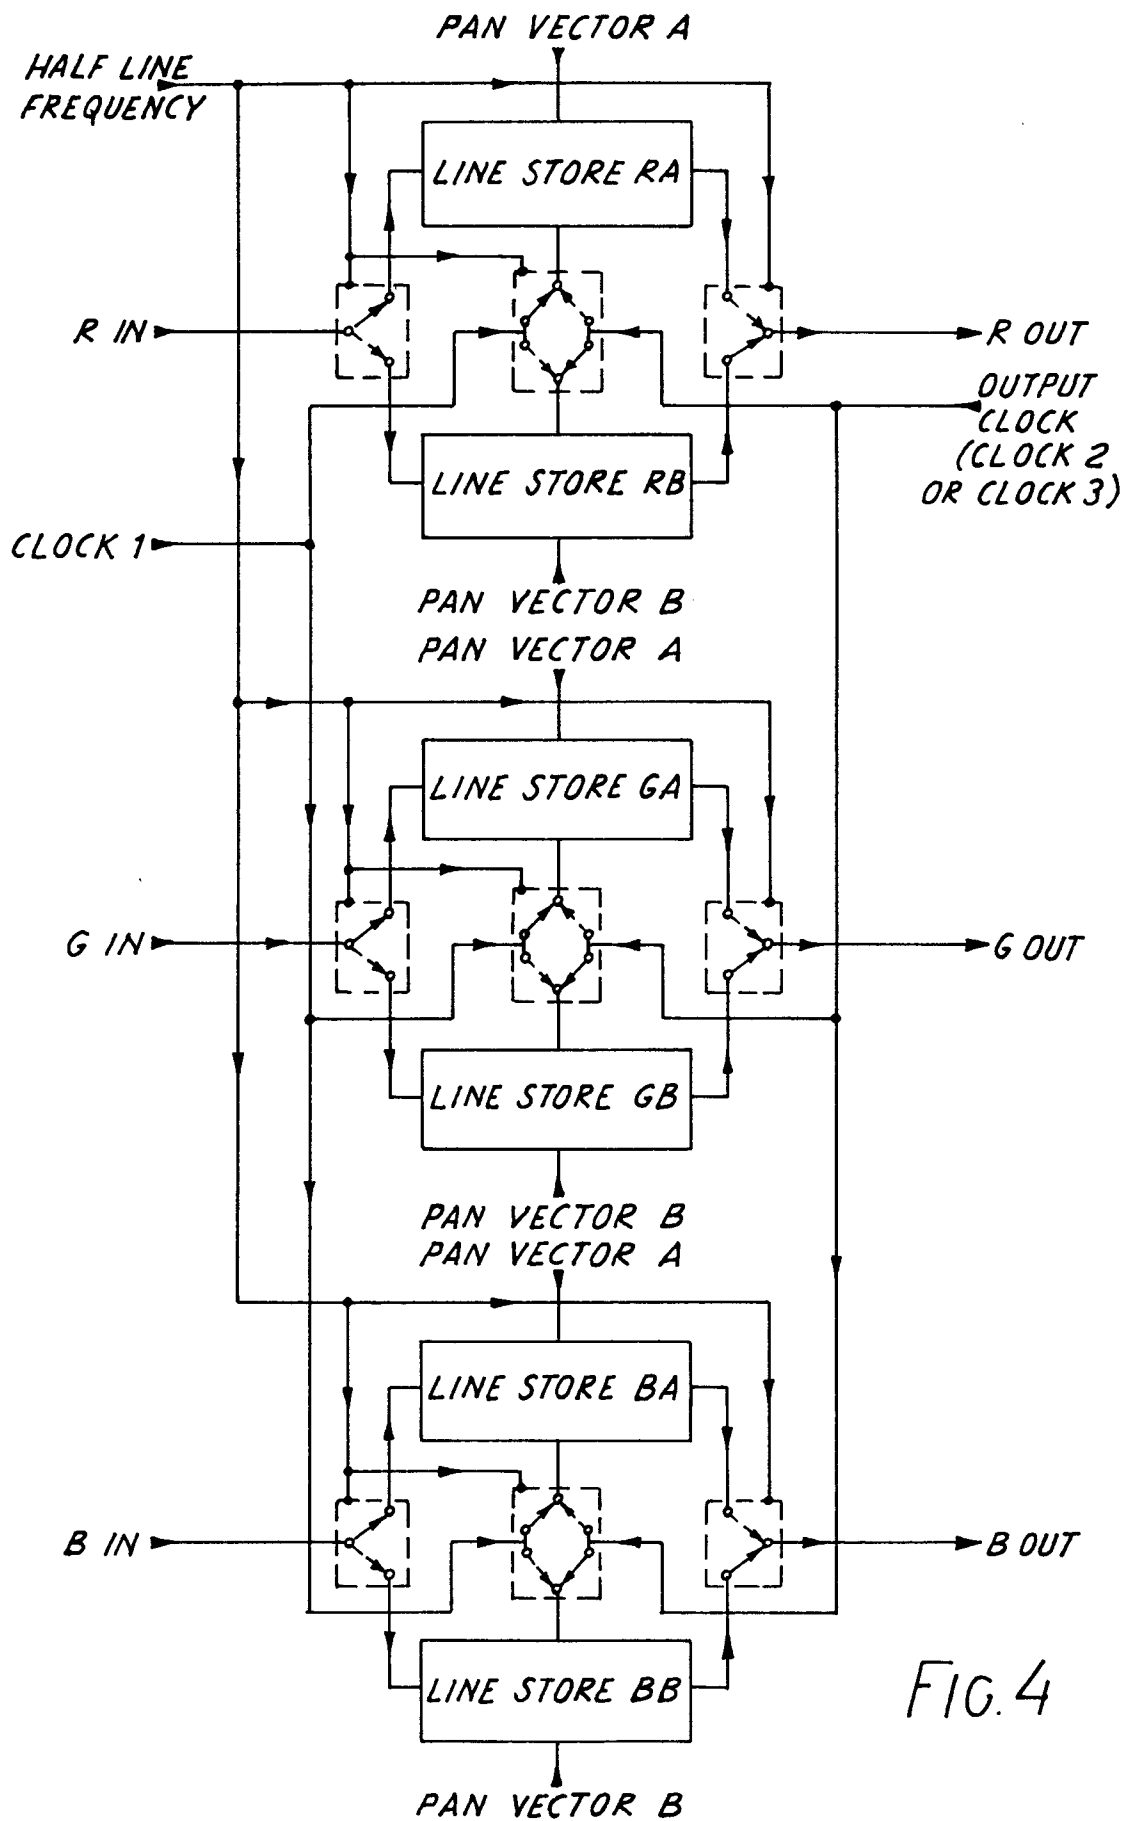 PAN VECTOR A
HALF LINE
FREQUENCY
LINE STORE RA
R IN
R OUT
OUTPUT
CLOCK
(CLOCK 2
OR CLOCK 3)
LINE STORE RB
CLOCK 1
PAN VECTOR B
PAN VECTOR A
LINE STORE GA
G IN
G OUT
LINE STORE GB
PAN VECTOR B
PAN VECTOR A
LINE STORE BA
B IN
B OUT
LINE STORE BB
FIG. 4
PAN VECTOR B